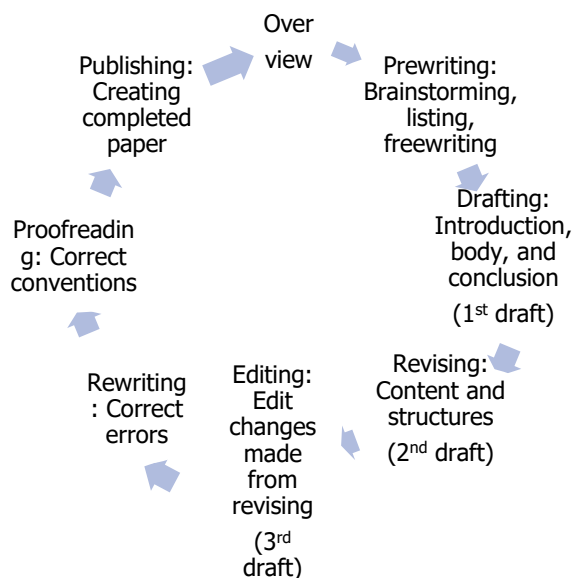 Over
view
Prewriting:
Brainstorming,
listing,
freewriting
Drafting:
Introduction,
body, and
conclusion
(1st draft)
Revising:
Content and
structures
(2nd draft)
Editing:
Edit
changes
made
from
revising
(3rd
draft)
Rewriting
: Correct
errors
Proofreadin
g: Correct
conventions
Publishing:
Creating
completed
paper